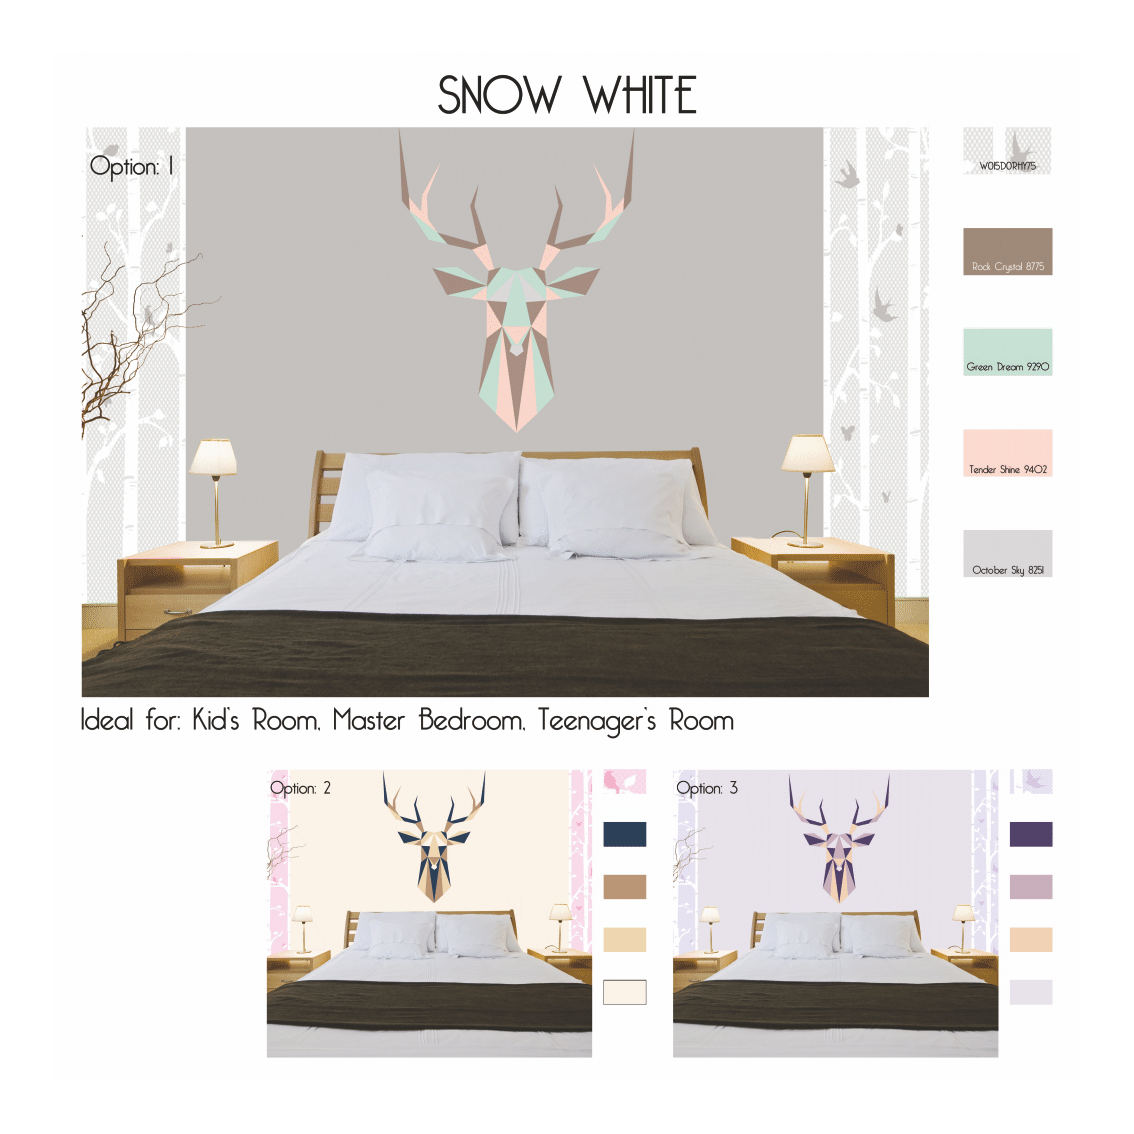 SNOW WHITE
Option: 1
W015D09RHY75
Rock Crystal 8775
Green Dream 9290
Tender Shine 9402
October Sky 8251
Ideal for: Kid's Room, Master Bedroom, Teenager's Room
Option: 2
Option: 3